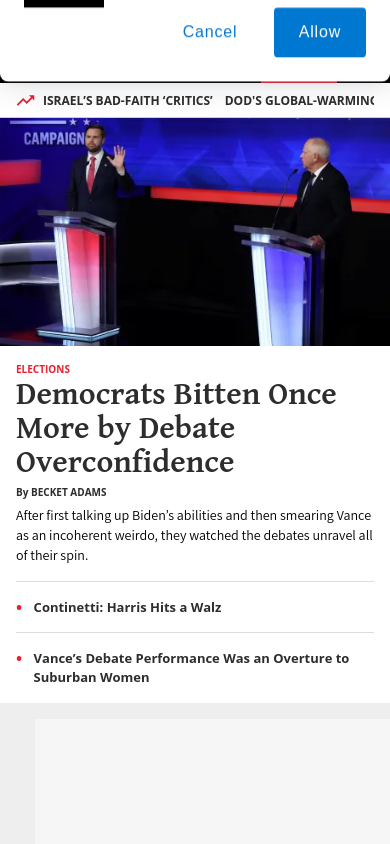 Cancel
Allow
ISRAEL'S BAD-FAITH ‘CRITICS’ DOD'S GLOBAL-WARMING
CAMPAIGN
ELECTIONS
Democrats Bitten Once
More by Debate
Overconfidence
By BECKET ADAMS
After first talking up Biden’s abilities and then smearing Vance
as an incoherent weirdo, they watched the debates unravel all
of their spin.
Continetti: Harris Hits a Walz
Vance’s Debate Performance Was an Overture to
Suburban Women